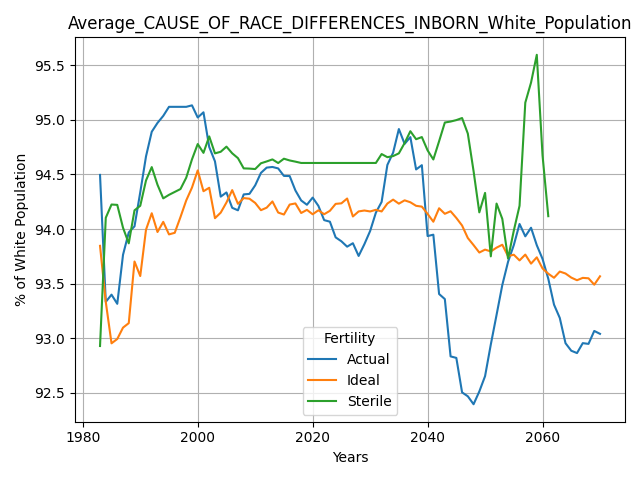 Average_CAUSE_OF_RACE_DIFFERENCES_INBORN_White_Population
% of White Population
95.5
95.0
94.5
94.0
93.5
93.0
92.5
Fertility
Actual
Ideal
Sterile
1980
2000
2020
2040
2060
Years